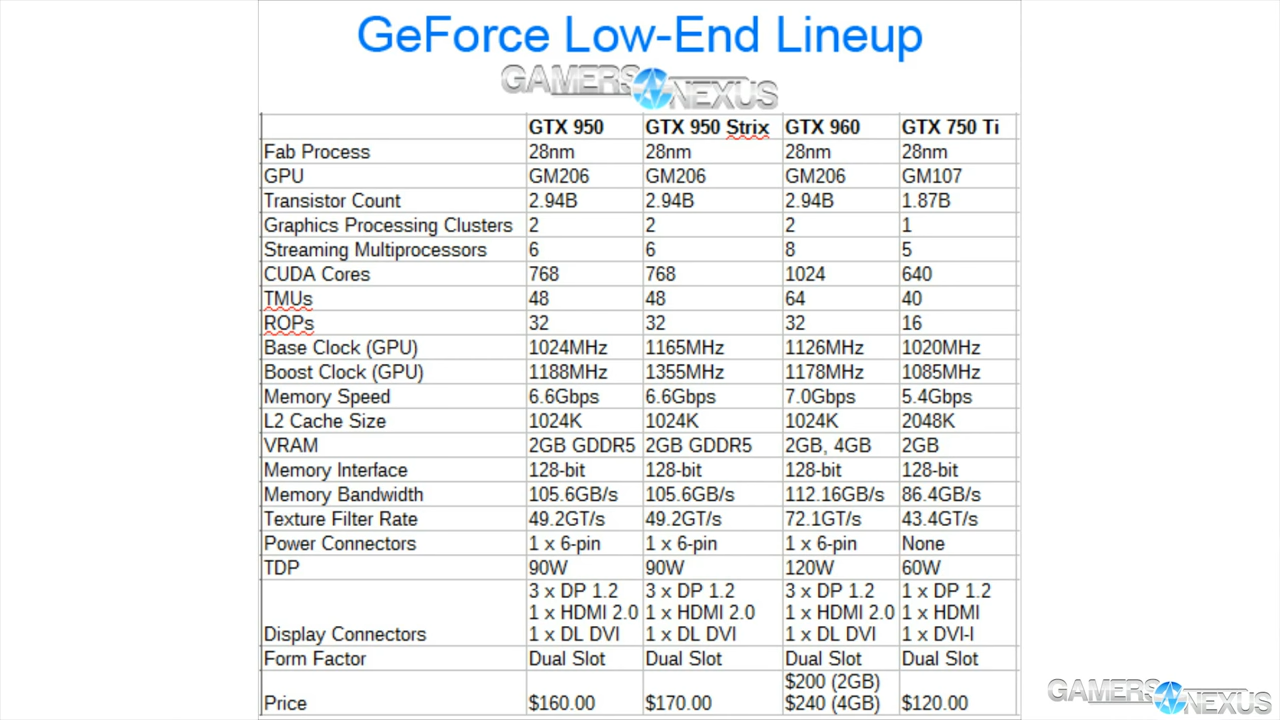 GeForce Low-End Lineup
GAMERS NEXUS
GTX 950 GTX 950 Strix GTX 960 GTX 750 Ti
Fab Process 28nm 28nm 28nm 28nm
GPU GM206 GM206 GM206 GM107
Transistor Count 2.94B 2.94B 2.94B 1.87B
Graphics Processing Clusters 2 2 2 1
Streaming Multiprocessors 6 6 8 5
CUDA Cores 768 768 1024 640
TMUs 48 48 64 40
ROPs 32 32 32 16
Base Clock (GPU) 1024MHz 1165MHz 1126MHz 1020MHz
Boost Clock (GPU) 1188MHz 1355MHz 1178MHz 1085MHz
Memory Speed 6.6Gbps 6.6Gbps 7.0Gbps 5.4Gbps
L2 Cache Size 1024K 1024K 1024K 2048K
VRAM 2GB GDDR5 2GB GDDR5 2GB, 4GB 2GB
Memory Interface 128-bit 128-bit 128-bit 128-bit
Memory Bandwidth 105.6GB/s 105.6GB/s 112.16GB/s 86.4GB/s
Texture Filter Rate 49.2GT/s 49.2GT/s 72.1GT/s 43.4GT/s
Power Connectors 1 x 6-pin 1 x 6-pin 1 x 6-pin None
TDP 90W 90W 120W 60W
3 x DP 1.2 3 x DP 1.2 3 x DP 1.2 1 x DP 1.2
1 x HDMI 2.0 1 x HDMI 2.0 1 x HDMI 2.0 1 x HDMI
Display Connectors 1 x DL DVI 1 x DL DVI 1 x DL DVI 1 x DVI-I
Form Factor Dual Slot Dual Slot Dual Slot Dual Slot
$200 (2GB)
Price $160.00 $170.00 $240 (4GB) $120.00
GAMERS NEXUS